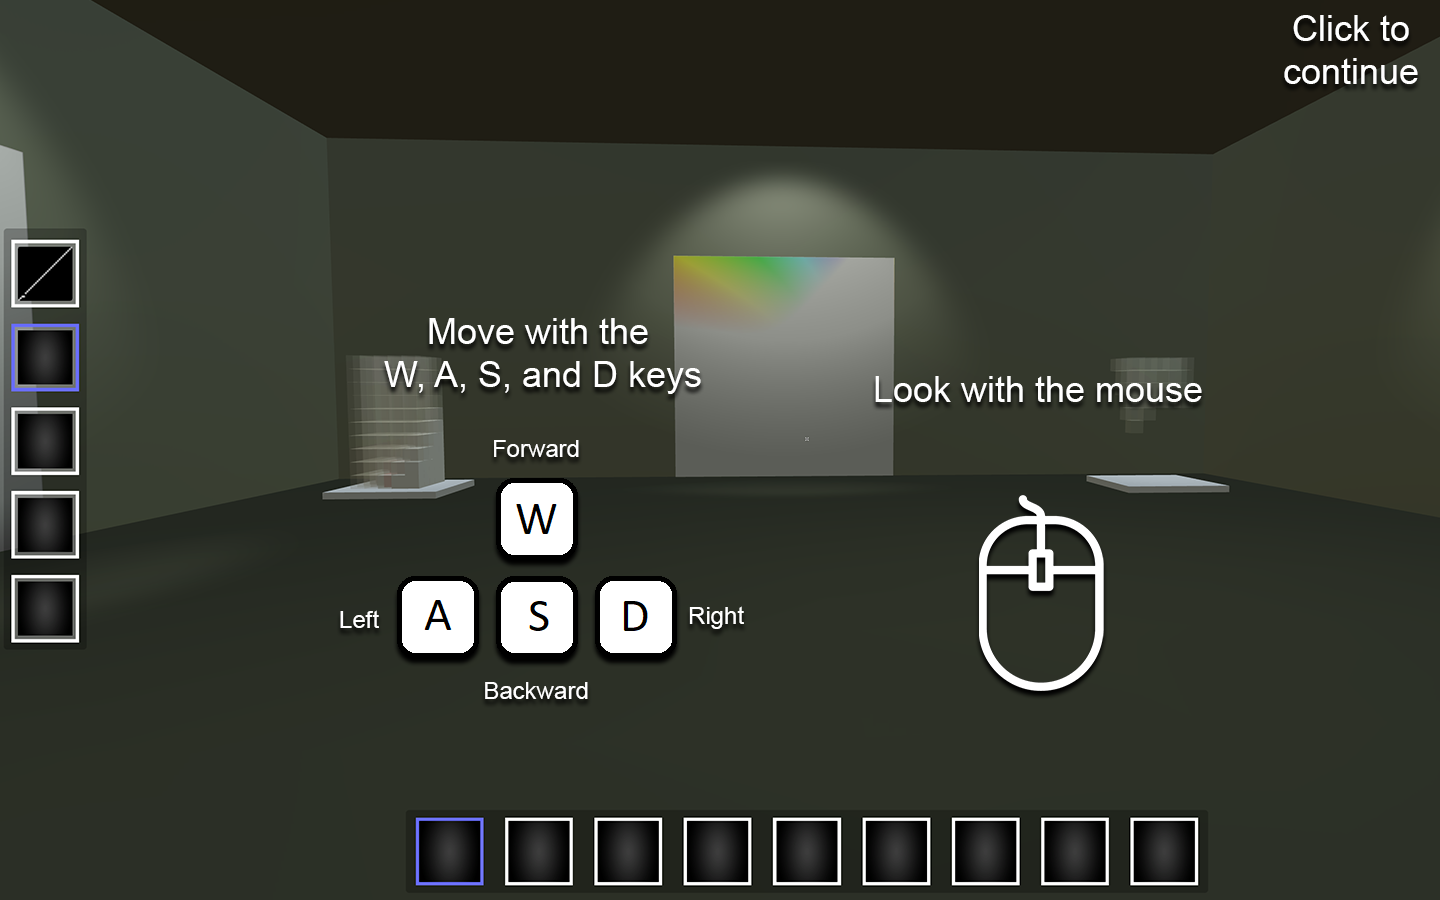 Click to
continue
Move with the
W, A, S, and D keys
Look with the mouse
Forward
W
Left
A
S
D
Right
Backward